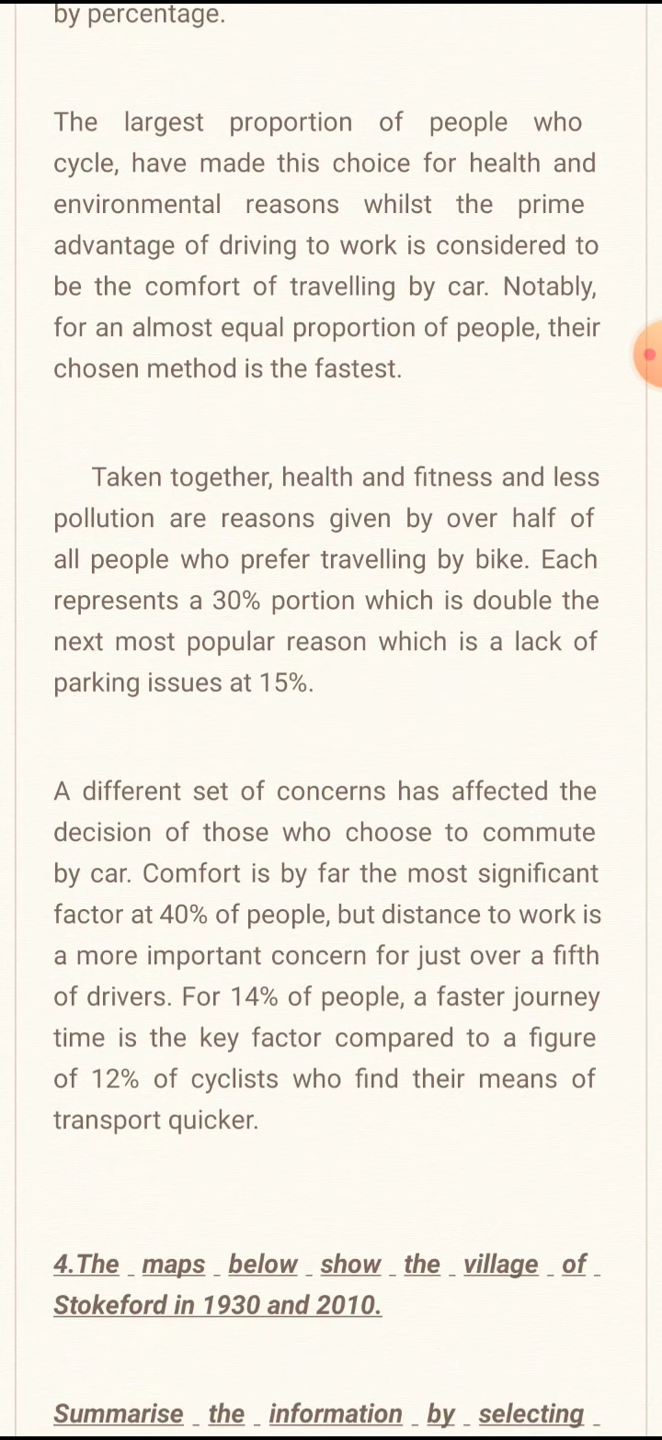 by percentage.
The largest proportion of people who
cycle, have made this choice for health and
environmental reasons whilst the prime
advantage of driving to work is considered to
be the comfort of travelling by car. Notably,
for an almost equal proportion of people, their
chosen method is the fastest.
Taken together, health and fitness and less
pollution are reasons given by over half of
all people who prefer travelling by bike. Each
represents a 30% portion which is double the
next most popular reason which is a lack of
parking issues at 15%.
A different set of concerns has affected the
decision of those who choose to commute
by car. Comfort is by far the most significant
factor at 40% of people, but distance to work is
a more important concern for just over a fifth
of drivers. For 14% of people, a faster journey
time is the key factor compared to a figure
of 12% of cyclists who find their means of
transport quicker.
4.The maps below show the village of
Stokeford in 1930 and 2010.
Summarise the information by selecting